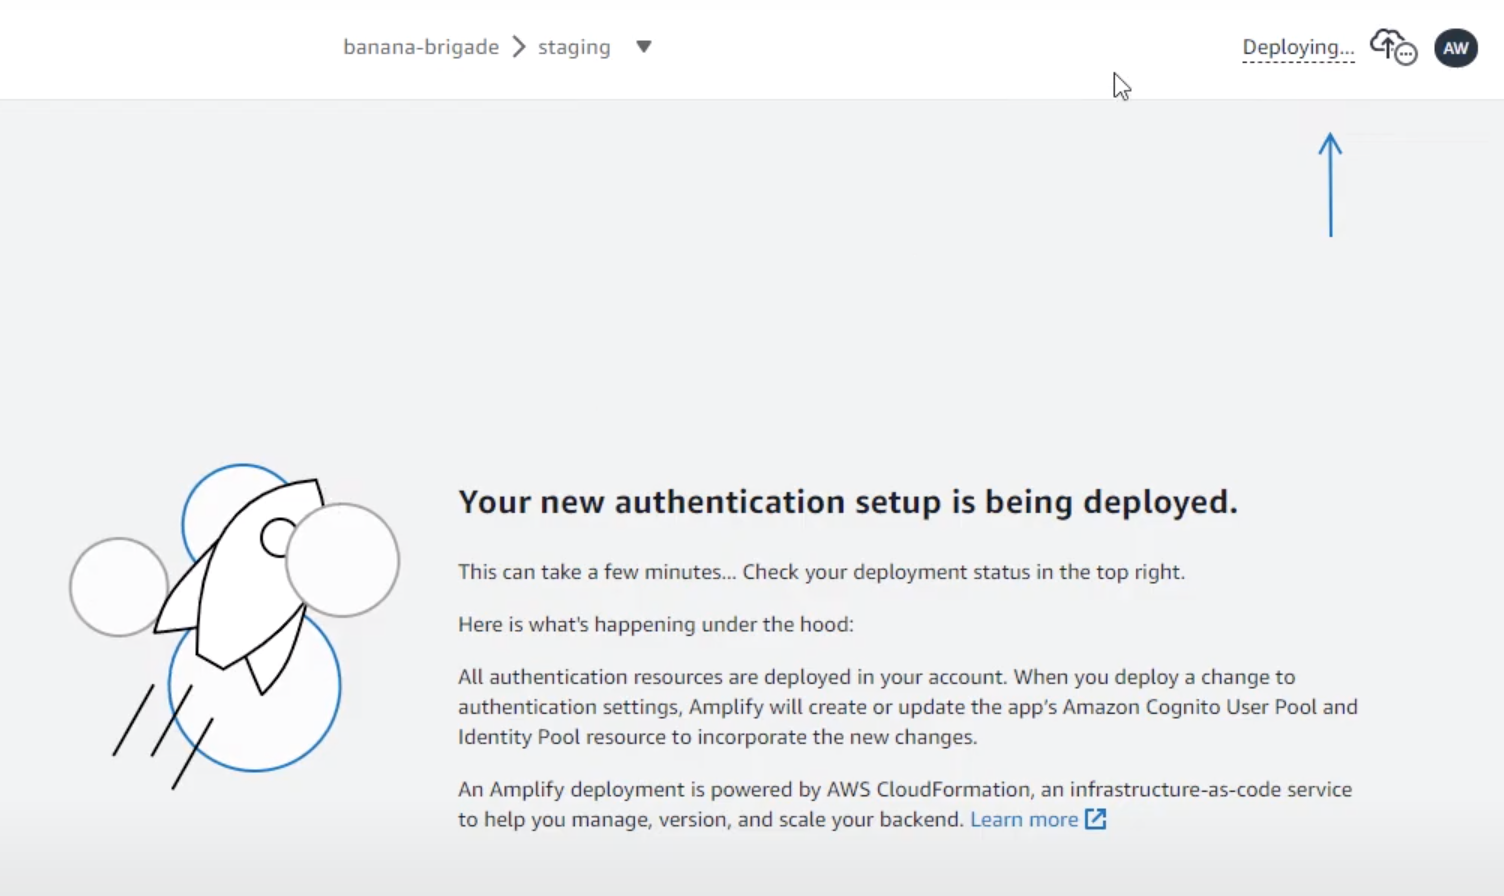 banana-brigade > staging
Deploying...
AW
Your new authentication setup is being deployed.
This can take a few minutes... Check your deployment status in the top right.
Here is what's happening under the hood:
All authentication resources are deployed in your account. When you deploy a change to
authentication settings, Amplify will create or update the app's Amazon Cognito User Pool and
Identity Pool resource to incorporate the new changes.
An Amplify deployment is powered by AWS CloudFormation, an infrastructure-as-code service
to help you manage, version, and scale your backend. Learn more